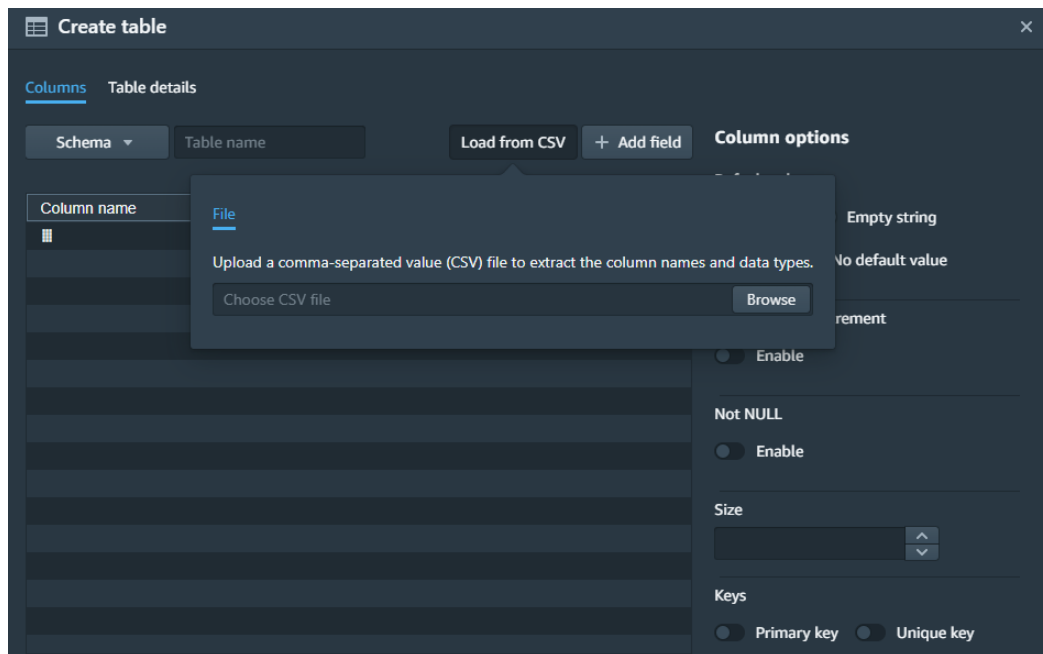 Create table
Columns Table details
Schema Table name Load from CSV + Add field Column options
Column name
File
Empty string
Upload a comma-separated value (CSV) file to extract the column names and data types.
No default value
Choose CSV file Browse
rement
Enable
Not NULL
Enable
Size
Keys
Primary key Unique key